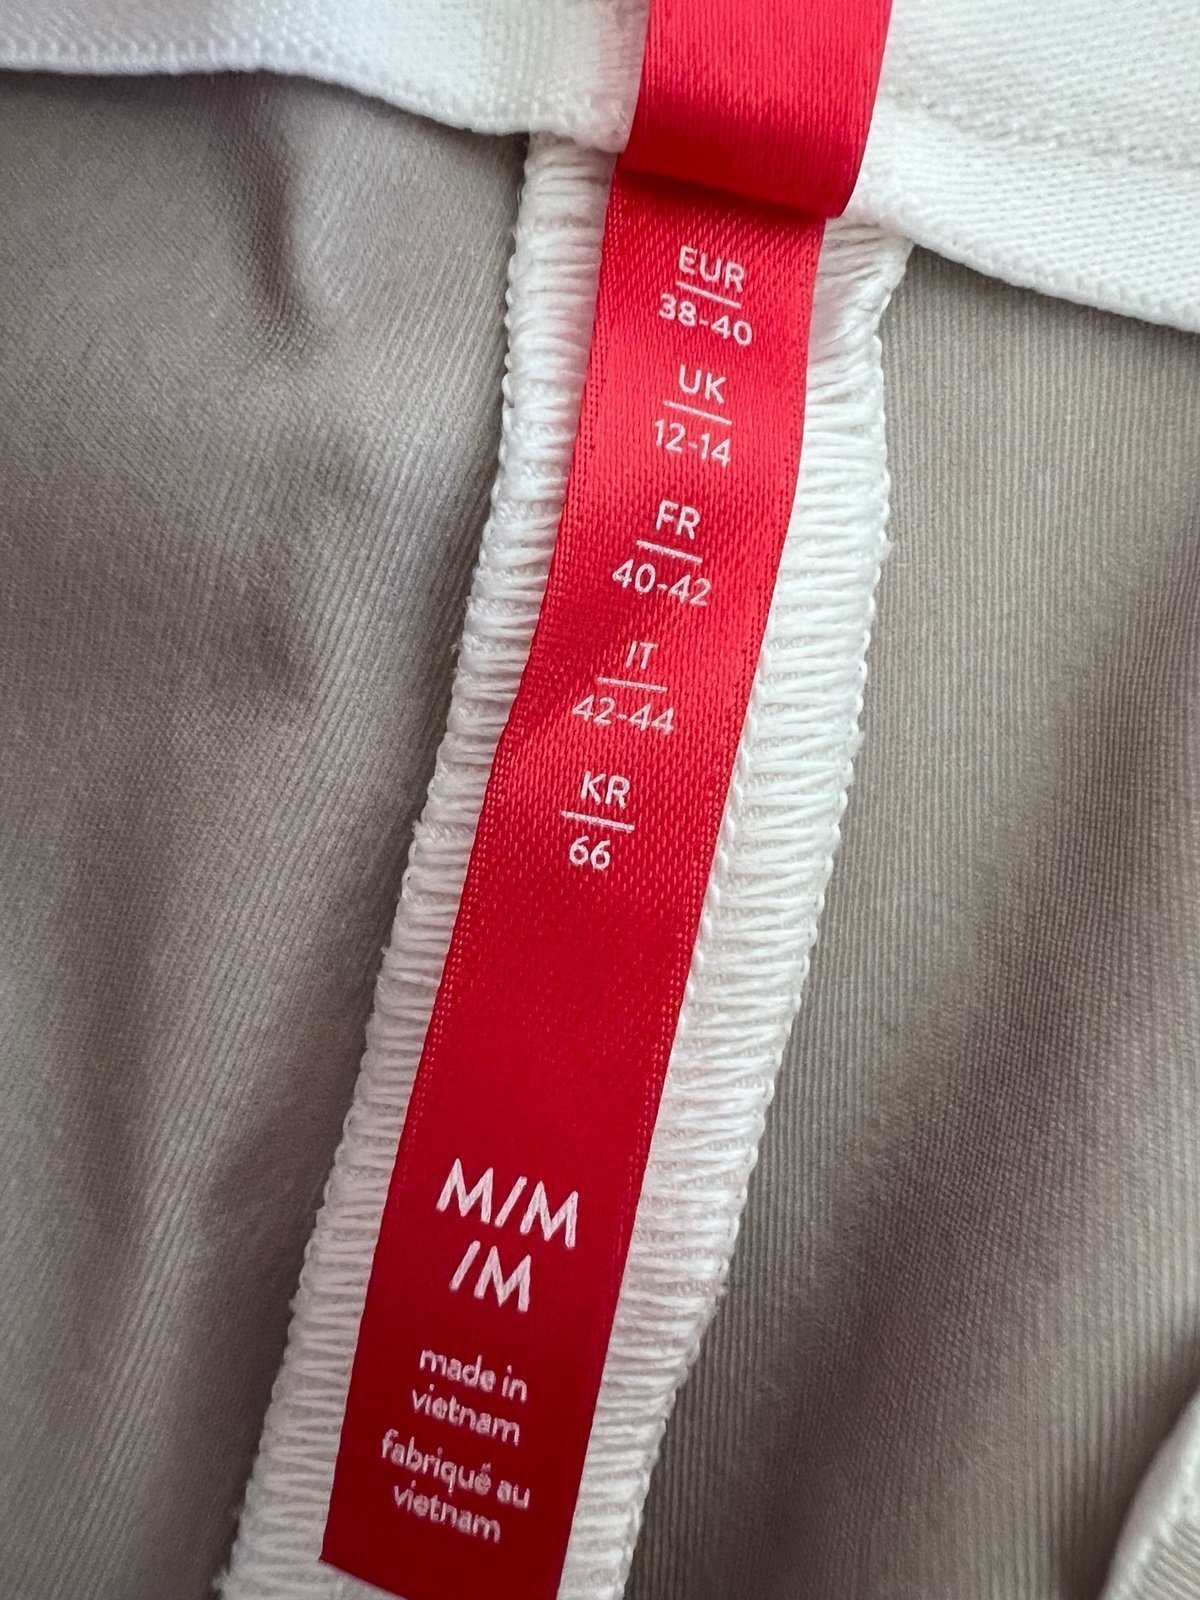 EUR
38-40
UK
12-14
FR
40-42
IT
42-44
KR
66
M/M
/M
made in
vietnam
fabriqué au
vietnam